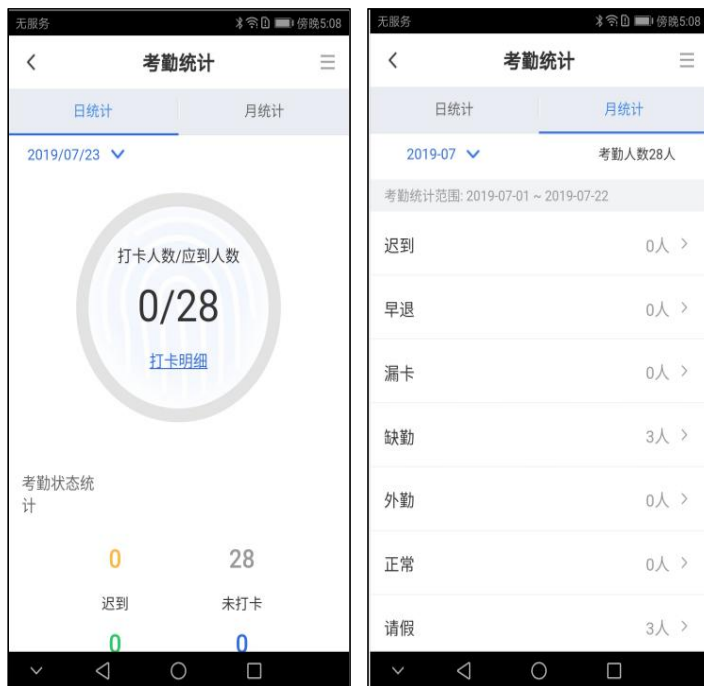 无服务
傍晚5:08
考勤统计
日统计
月统计
2019/07/23
打卡人数/应到人数
0/28
打卡明细
考勤状态统
计
0
28
迟到
未打卡
0
0
无服务
傍晚5:08
考勤统计
日统计
月统计
2019-07
考勤人数28人
考勤统计范围: 2019-07-01 ~ 2019-07-22
迟到
0人
早退
0人
漏卡
0人
缺勤
3人
外勤
0人
正常
0人
请假
3人